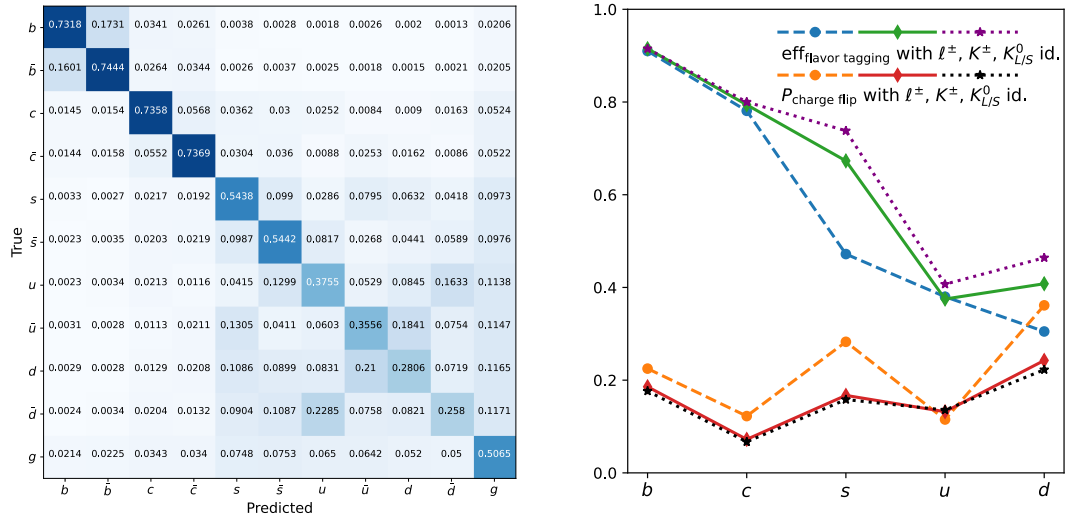 b 0.7318 0.1731 0.0341 0.0261 0.0038 0.0028 0.0018 0.0026 0.002 0.0013 0.0206
b̄ 0.1601 0.7444 0.0264 0.0344 0.0026 0.0037 0.0025 0.0018 0.0015 0.0021 0.0205
c 0.0145 0.0154 0.7358 0.0568 0.0362 0.03 0.0252 0.0084 0.009 0.0163 0.0524
c̄ 0.0144 0.0158 0.0552 0.7369 0.0304 0.036 0.0088 0.0253 0.0162 0.0086 0.0522
s 0.0033 0.0027 0.0217 0.0192 0.5438 0.099 0.0286 0.0795 0.0632 0.0418 0.0973
s̄ 0.0023 0.0035 0.0203 0.0219 0.0987 0.5442 0.0817 0.0268 0.0441 0.0589 0.0976
u 0.0023 0.0034 0.0213 0.0116 0.0415 0.1299 0.3755 0.0529 0.0845 0.1633 0.1138
ū 0.0031 0.0028 0.0113 0.0211 0.1305 0.0411 0.0603 0.3556 0.1841 0.0754 0.1147
d 0.0029 0.0028 0.0129 0.0208 0.1086 0.0899 0.0831 0.21 0.2806 0.0719 0.1165
d̄ 0.0024 0.0034 0.0204 0.0132 0.0904 0.1087 0.2285 0.0758 0.0821 0.258 0.1171
g 0.0214 0.0225 0.0343 0.034 0.0748 0.0753 0.065 0.0642 0.052 0.05 0.5065
b b̄ c c̄ s s̄ u ū d d̄ g
Predicted
True
1.0
0.8
0.6
0.4
0.2
0.0
eff_flavor tagging with ℓ±, K±, K⁰_L/S id.
P_charge flip with ℓ±, K±, K⁰_L/S id.
b c s u d